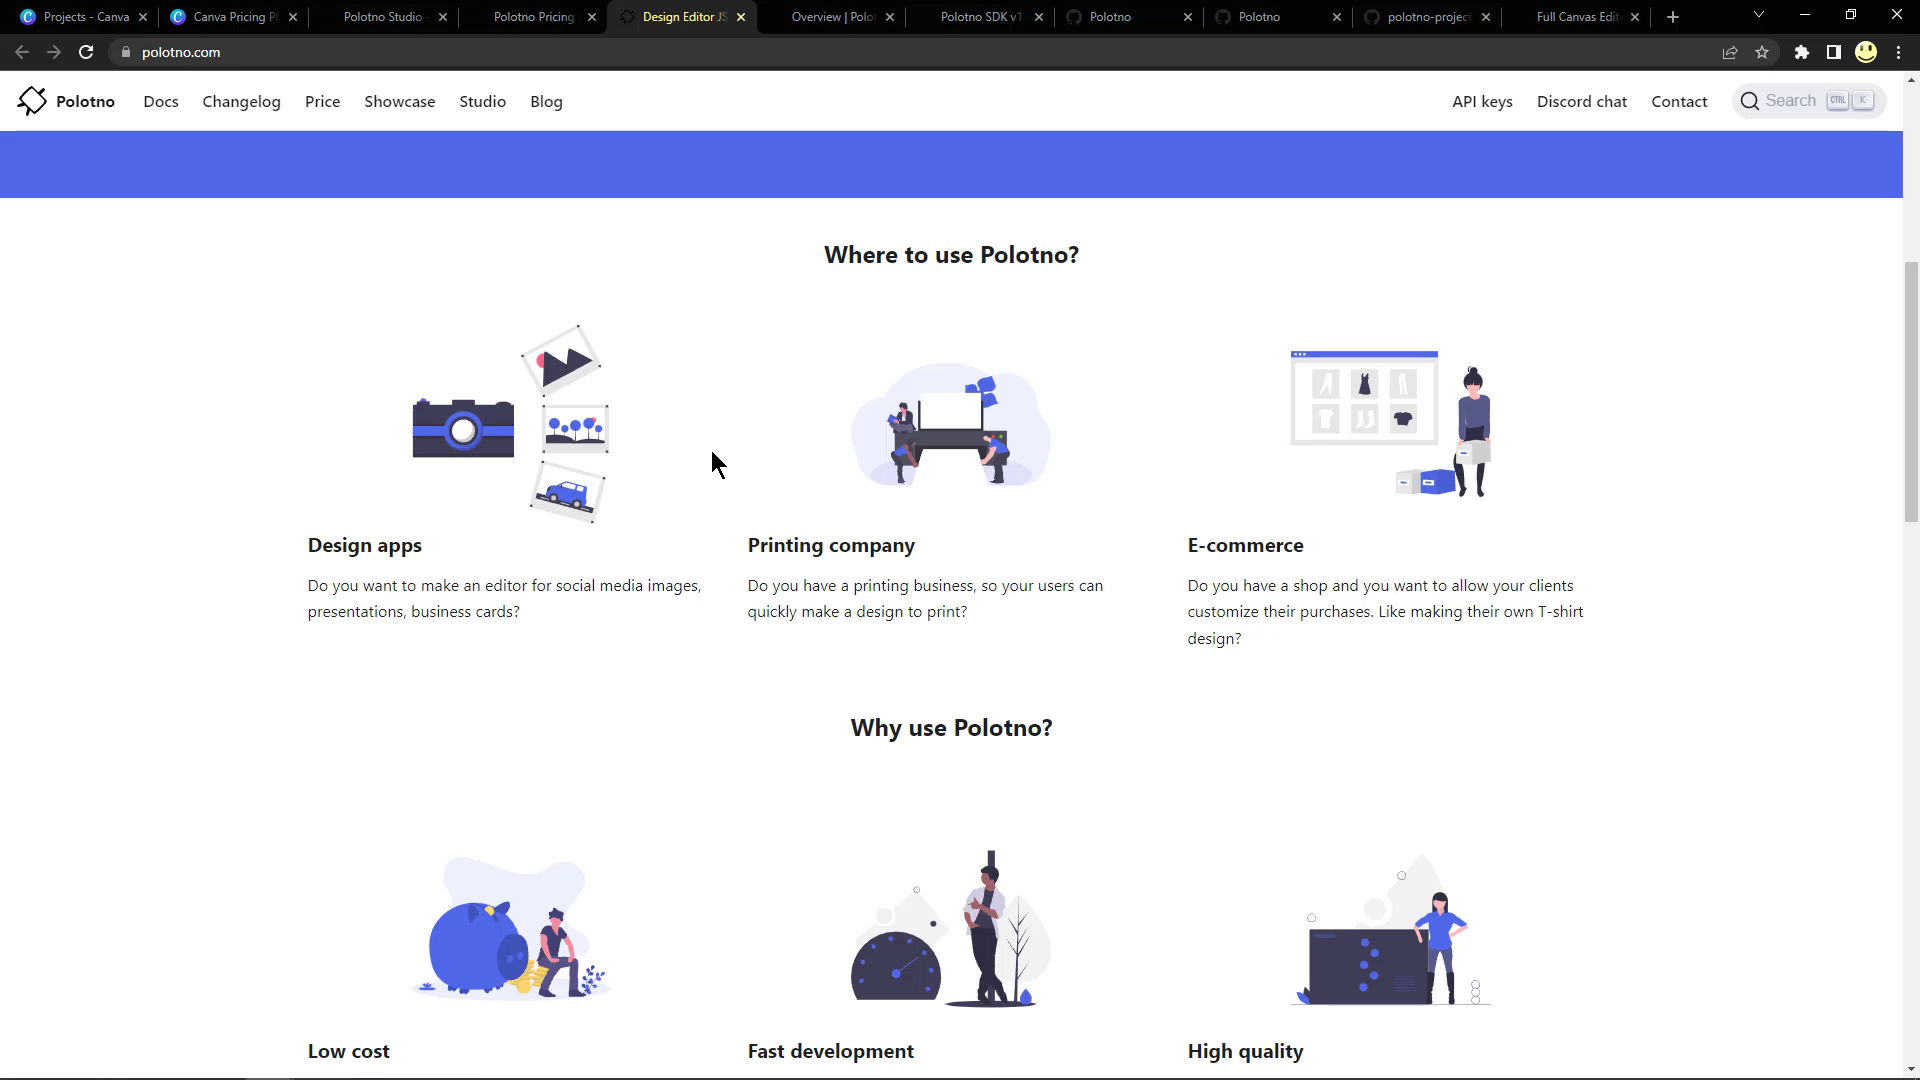 Projects - Canva
Canva Pricing Pl
Polotno Studio
Polotno Pricing
Design Editor JS
Overview | Polot
Polotno SDK v1.
Polotno
Polotno
polotno-project
Full Canvas Edit
polotno.com
Polotno Docs Changelog Price Showcase Studio Blog API keys Discord chat Contact Search CTRL K
Where to use Polotno?
Design apps
Do you want to make an editor for social media images,
presentations, business cards?
Printing company
Do you have a printing business, so your users can
quickly make a design to print?
E-commerce
Do you have a shop and you want to allow your clients
customize their purchases. Like making their own T-shirt
design?
Why use Polotno?
Low cost
Fast development
High quality